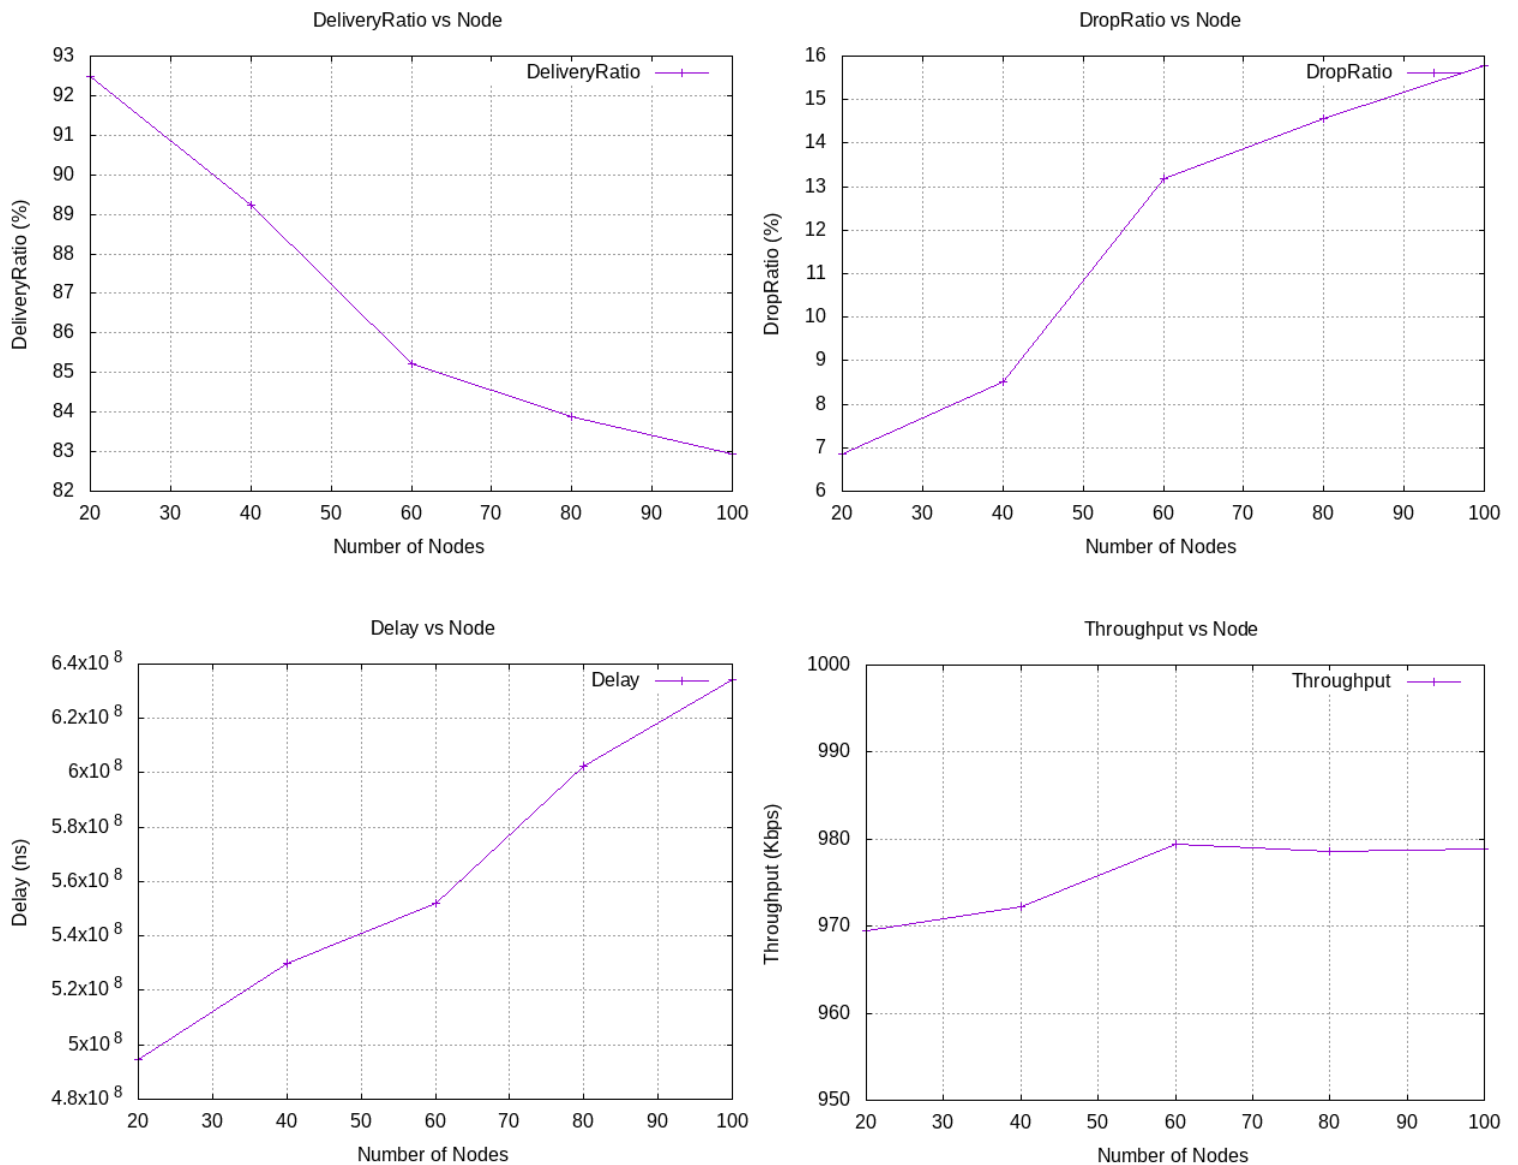 DeliveryRatio vs Node
93
92
91
90
89
88
87
86
85
84
83
82
DeliveryRatio (%)
DeliveryRatio
20 30 40 50 60 70 80 90 100
Number of Nodes
DropRatio vs Node
16
15
14
13
12
11
10
9
8
7
6
DropRatio (%)
DropRatio
20 30 40 50 60 70 80 90 100
Number of Nodes
Delay vs Node
6.4x10 8
6.2x10 8
6x10 8
5.8x10 8
5.6x10 8
5.4x10 8
5.2x10 8
5x10 8
4.8x10 8
Delay (ns)
Delay
20 30 40 50 60 70 80 90 100
Number of Nodes
Throughput vs Node
1000
990
980
970
960
950
Throughput (Kbps)
Throughput
20 30 40 50 60 70 80 90 100
Number of Nodes